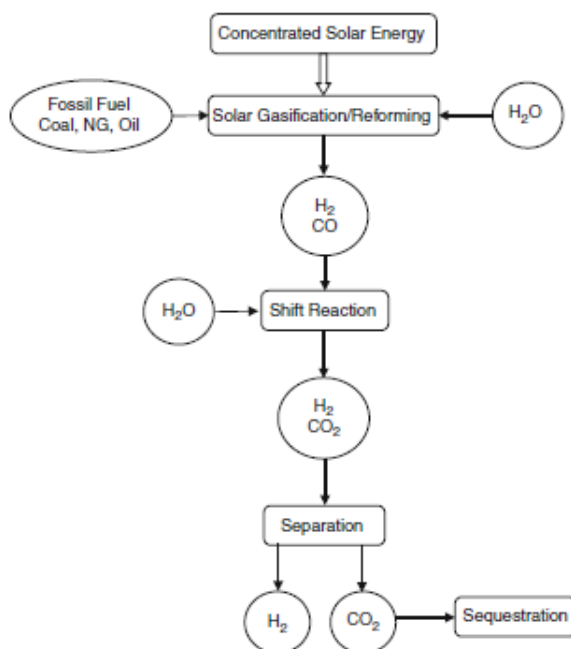 Concentrated Solar Energy
Fossil Fuel
Coal, NG, Oil
Solar Gasification/Reforming
H₂O
H₂
CO
H₂O
Shift Reaction
H₂
CO₂
Separation
H₂
CO₂
Sequestration